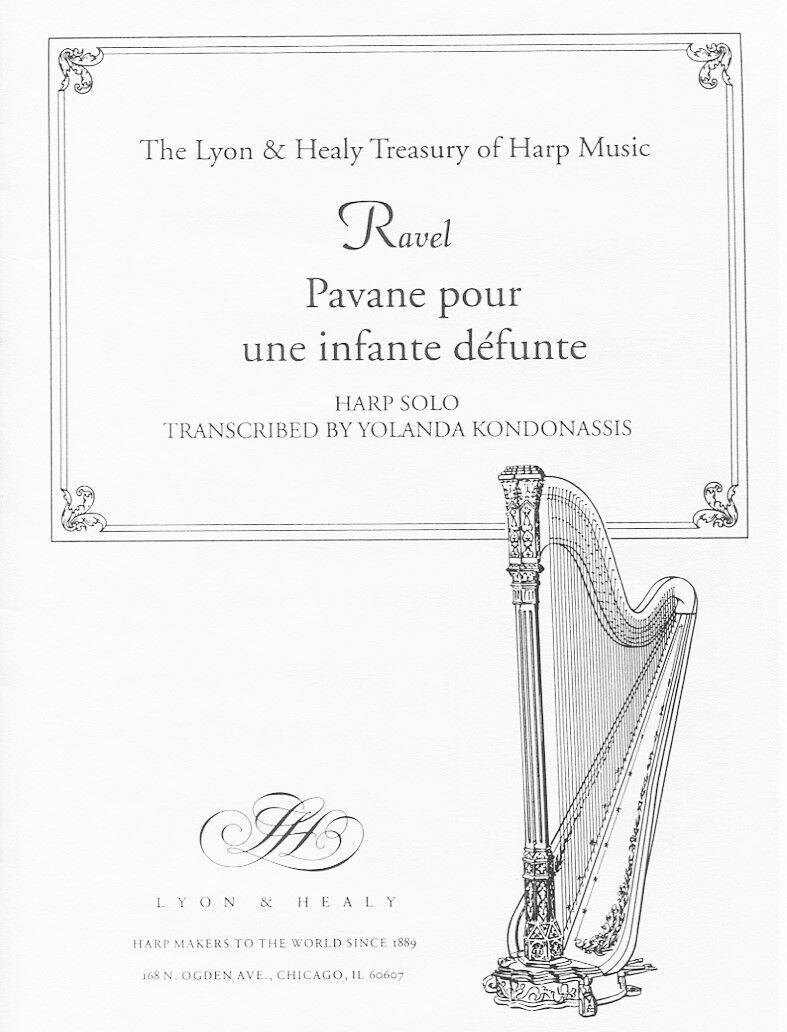 The Lyon & Healy Treasury of Harp Music
Ravel
Pavane pour
une infante défunte
HARP SOLO
TRANSCRIBED BY YOLANDA KONDONASSIS
LH
LYON & HEALY
HARP MAKERS TO THE WORLD SINCE 1889
168 N. OGDEN AVE., CHICAGO, IL 60607